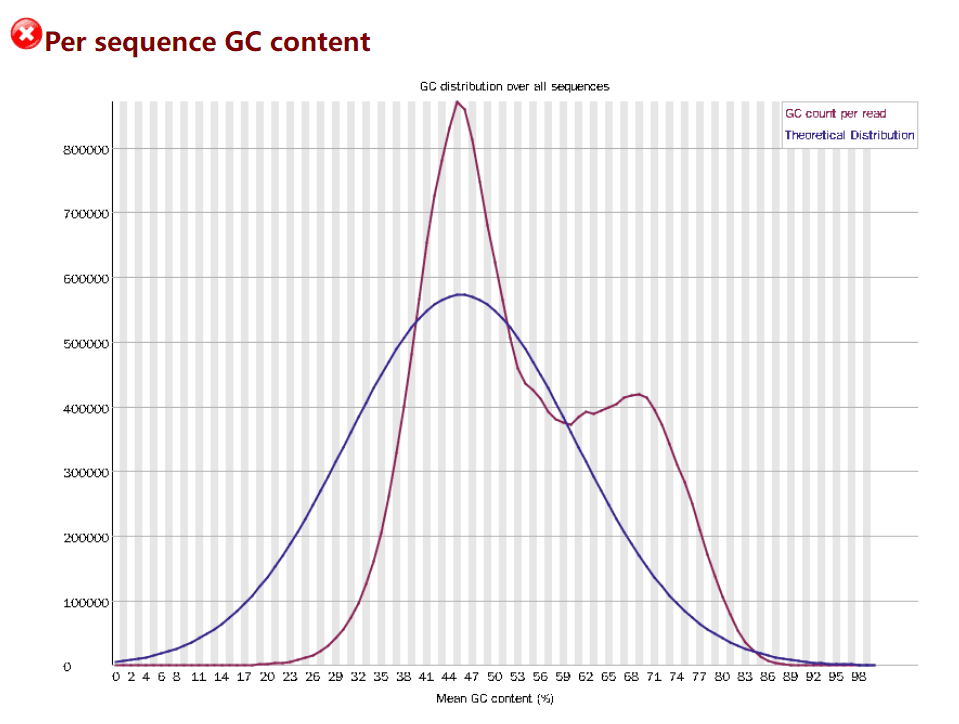 Per sequence GC content
GC distribution over all sequences
GC count per read
Theoretical Distribution
800000
700000
600000
500000
400000
300000
200000
100000
0
0 2 4 6 8 11 14 17 20 23 26 29 32 35 38 41 44 47 50 53 56 59 62 65 68 71 74 77 80 83 86 89 92 95 98
Mean GC content (%)